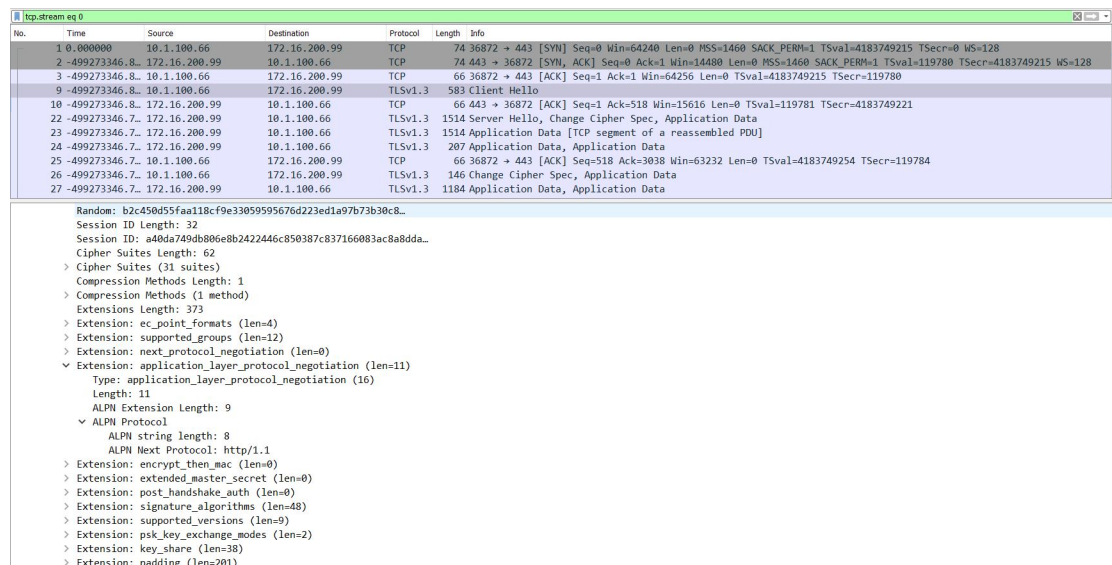 tcp.stream eq 0
No. Time Source Destination Protocol Length Info
1 0.000000 10.1.100.66 172.16.200.99 TCP 74 36872 → 443 [SYN] Seq=0 Win=64240 Len=0 MSS=1460 SACK_PERM=1 TSval=4183749215 TSecr=0 WS=128
2 -499273346.8… 172.16.200.99 10.1.100.66 TCP 74 443 → 36872 [SYN, ACK] Seq=0 Ack=1 Win=14480 Len=0 MSS=1460 SACK_PERM=1 TSval=119780 TSecr=4183749215 WS=128
3 -499273346.8… 10.1.100.66 172.16.200.99 TCP 66 36872 → 443 [ACK] Seq=1 Ack=1 Win=64256 Len=0 TSval=4183749215 TSecr=119780
9 -499273346.8… 10.1.100.66 172.16.200.99 TLSv1.3 583 Client Hello
10 -499273346.8… 172.16.200.99 10.1.100.66 TCP 66 443 → 36872 [ACK] Seq=1 Ack=518 Win=15616 Len=0 TSval=119781 TSecr=4183749221
22 -499273346.7… 172.16.200.99 10.1.100.66 TLSv1.3 1514 Server Hello, Change Cipher Spec, Application Data
23 -499273346.7… 172.16.200.99 10.1.100.66 TLSv1.3 1514 Application Data [TCP segment of a reassembled PDU]
24 -499273346.7… 172.16.200.99 10.1.100.66 TLSv1.3 207 Application Data, Application Data
25 -499273346.7… 10.1.100.66 172.16.200.99 TCP 66 36872 → 443 [ACK] Seq=518 Ack=3038 Win=63232 Len=0 TSval=4183749254 TSecr=119784
26 -499273346.7… 10.1.100.66 172.16.200.99 TLSv1.3 146 Change Cipher Spec, Application Data
27 -499273346.7… 172.16.200.99 10.1.100.66 TLSv1.3 1184 Application Data, Application Data
Random: b2c450d55faa118cf9e33059595676d223ed1a97b73b30c8…
Session ID Length: 32
Session ID: a40da749db806e8b2422446c850387c837166083ac8a8dda…
Cipher Suites Length: 62
> Cipher Suites (31 suites)
Compression Methods Length: 1
> Compression Methods (1 method)
Extensions Length: 373
> Extension: ec_point_formats (len=4)
> Extension: supported_groups (len=12)
> Extension: next_protocol_negotiation (len=0)
Extension: application_layer_protocol_negotiation (len=11)
Type: application_layer_protocol_negotiation (16)
Length: 11
ALPN Extension Length: 9
ALPN Protocol
ALPN string length: 8
ALPN Next Protocol: http/1.1
> Extension: encrypt_then_mac (len=0)
> Extension: extended_master_secret (len=0)
> Extension: post_handshake_auth (len=0)
> Extension: signature_algorithms (len=48)
> Extension: supported_versions (len=9)
> Extension: psk_key_exchange_modes (len=2)
> Extension: key_share (len=38)
> Extension: padding (len=201)